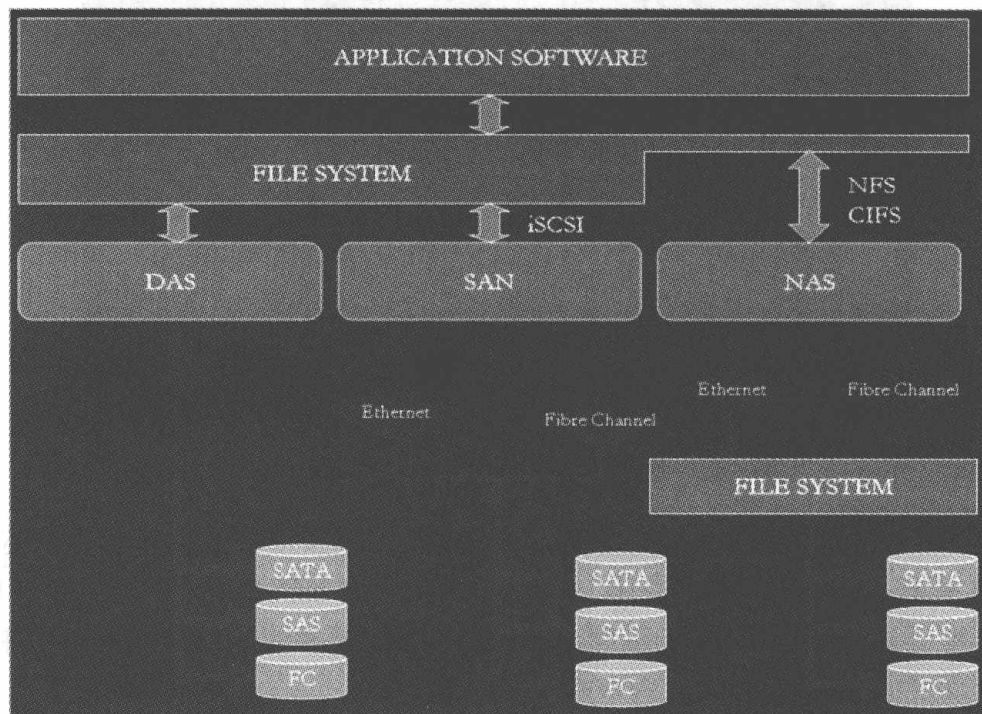 APPLICATION SOFTWARE
FILE SYSTEM
NFS
CIFS
iSCSI
DAS
SAN
NAS
Ethernet
Fibre Channel
Ethernet
Fibre Channel
FILE SYSTEM
SATA
SAS
FC
SATA
SAS
FC
SATA
SAS
FC